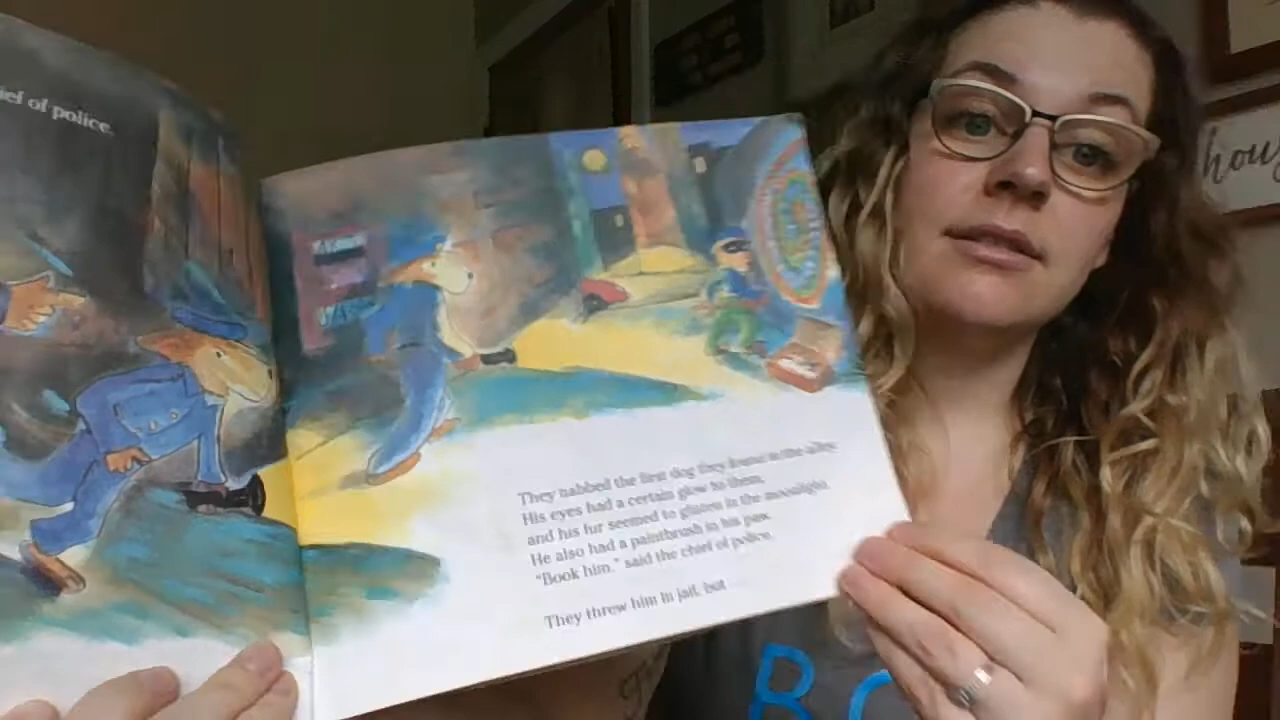 ief of police.
They nabbed the first dog they found in the alley.
His eyes had a certain glow to them,
and his fur seemed to glisten in the moonlight.
He also had a paintbrush in his paw.
"Book him," said the chief of police.
They threw him in jail, but
hou
BO